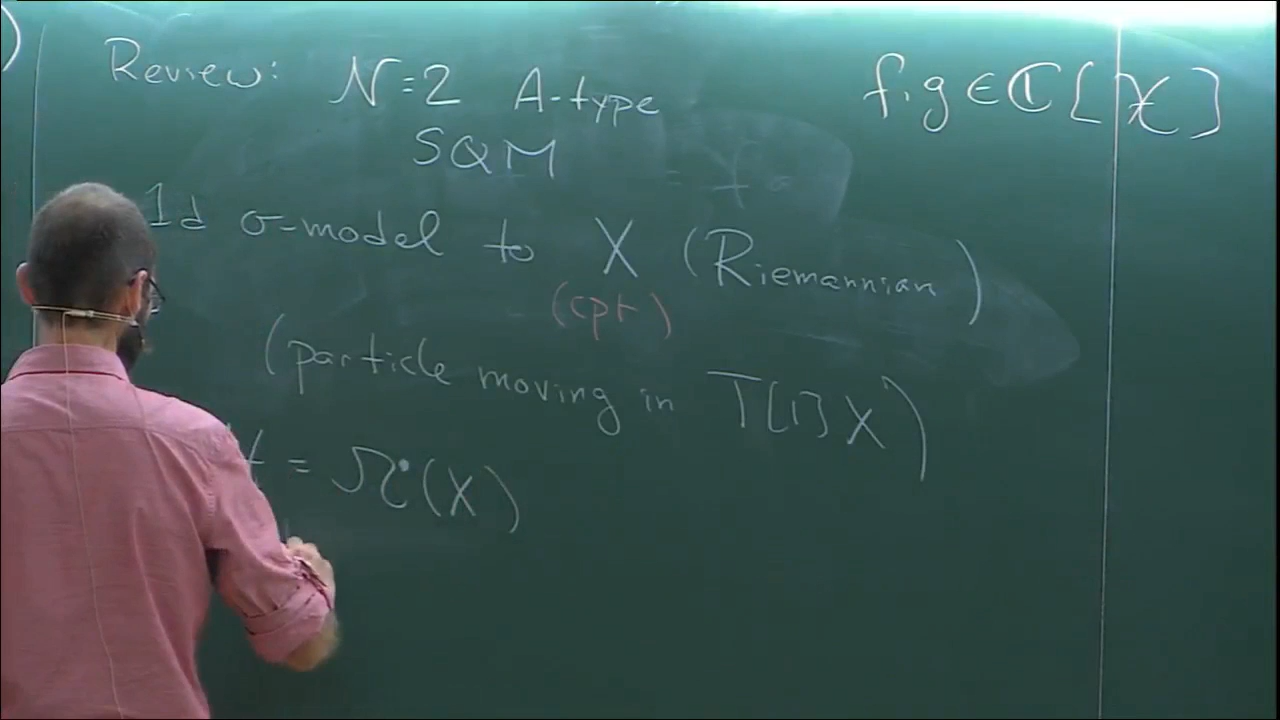 Review: N=2 A-type
SQM
f,g ∈ ℂ[X]
1d σ-model to X (Riemannian)
(cpt)
(particle moving in T[1]X)
= Ω•(X)